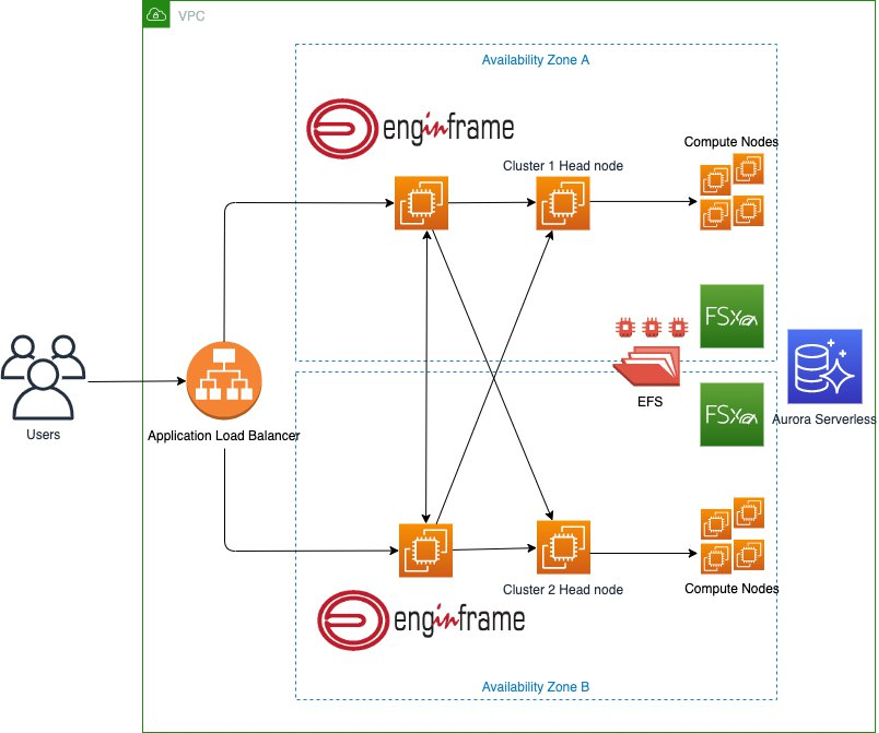 VPC
Availability Zone A
enginframe
Cluster 1 Head node
Compute Nodes
FSx
EFS
FSx
Aurora Serverless
Users
Application Load Balancer
Cluster 2 Head node
Compute Nodes
enginframe
Availability Zone B